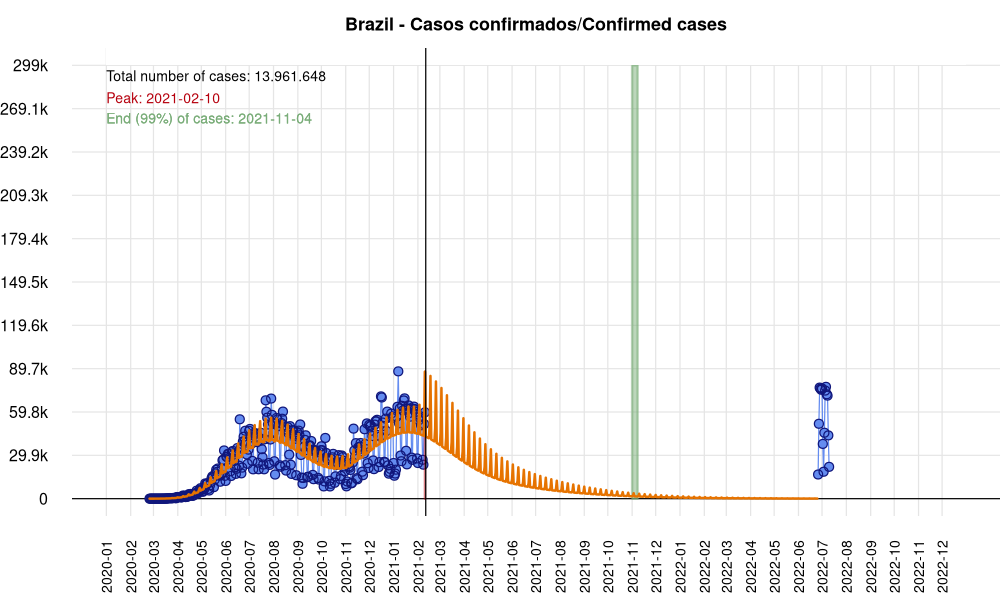 Brazil - Casos confirmados/Confirmed cases
Total number of cases: 13.961.648
Peak: 2021-02-10
End (99%) of cases: 2021-11-04
299k
269.1k
239.2k
209.3k
179.4k
149.5k
119.6k
89.7k
59.8k
29.9k
0
2020-01
2020-02
2020-03
2020-04
2020-05
2020-06
2020-07
2020-08
2020-09
2020-10
2020-11
2020-12
2021-01
2021-02
2021-03
2021-04
2021-05
2021-06
2021-07
2021-08
2021-09
2021-10
2021-11
2021-12
2022-01
2022-02
2022-03
2022-04
2022-05
2022-06
2022-07
2022-08
2022-09
2022-10
2022-11
2022-12